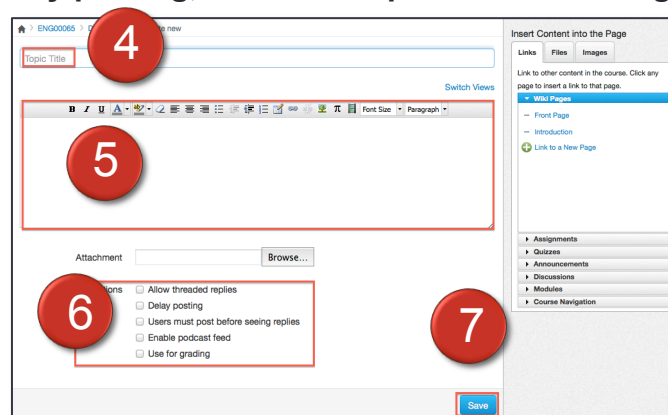 ENG00065
new
4
Topic Title
Switch Views
B I U A Font Size Paragraph
5
Attachment Browse...
Allow threaded replies
Delay posting
Users must post before seeing replies
Enable podcast feed
Use for grading
6
7
Save
Insert Content into the Page
Links Files Images
Link to other content in the course. Click any
page to insert a link to that page.
Wiki Pages
Front Page
Introduction
Link to a New Page
Assignments
Quizzes
Announcements
Discussions
Modules
Course Navigation